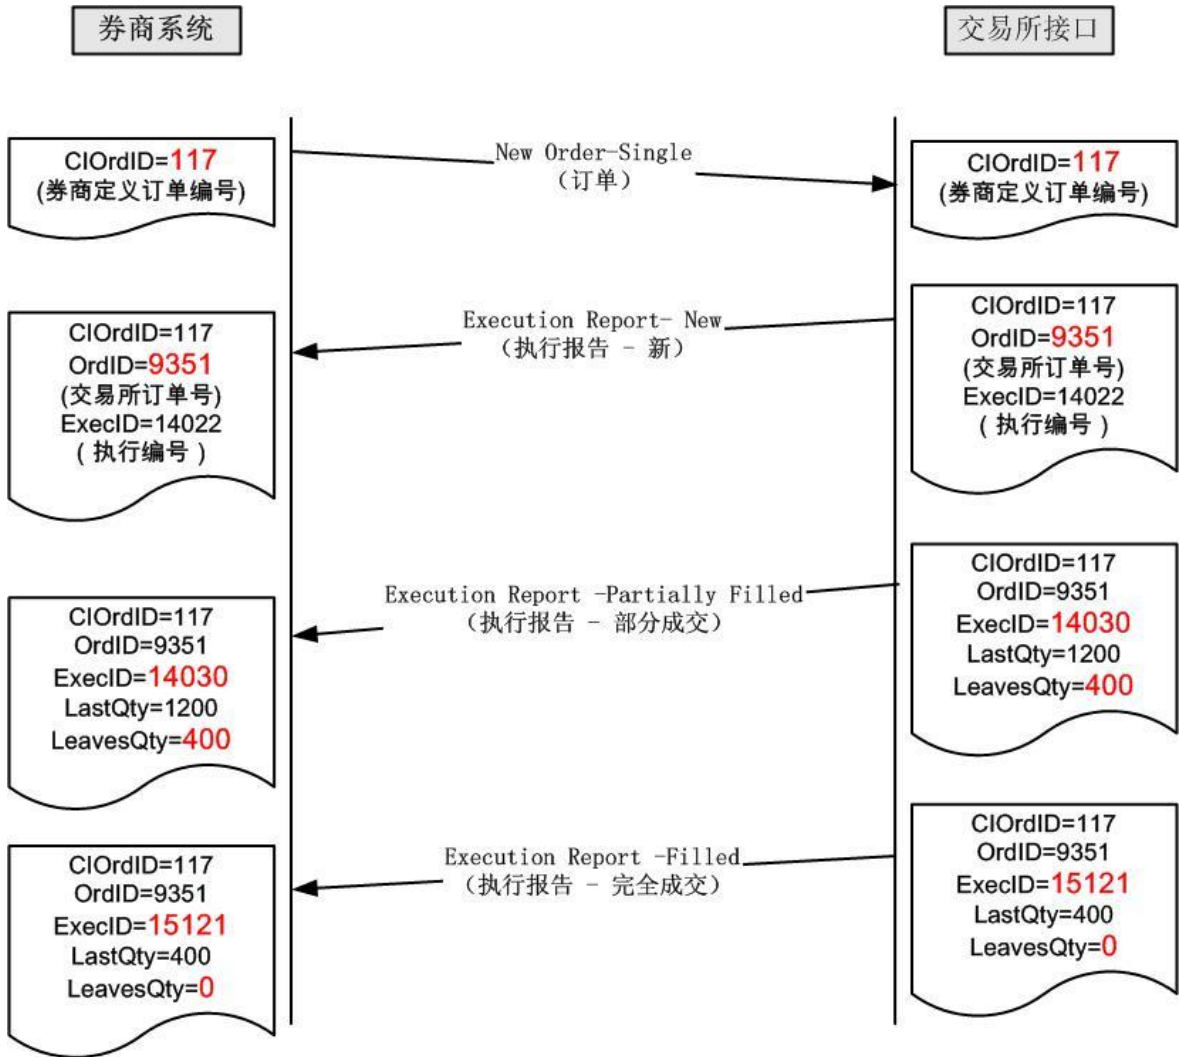 券商系统
交易所接口
ClOrdID=117
(券商定义订单编号)
New Order-Single
（订单）
ClOrdID=117
(券商定义订单编号)
ClOrdID=117
OrdID=9351
(交易所订单号)
ExecID=14022
（执行编号）
Execution Report- New
（执行报告 - 新）
ClOrdID=117
OrdID=9351
(交易所订单号)
ExecID=14022
（执行编号）
ClOrdID=117
OrdID=9351
ExecID=14030
LastQty=1200
LeavesQty=400
Execution Report -Partially Filled
（执行报告 - 部分成交）
ClOrdID=117
OrdID=9351
ExecID=14030
LastQty=1200
LeavesQty=400
ClOrdID=117
OrdID=9351
ExecID=15121
LastQty=400
LeavesQty=0
Execution Report -Filled
（执行报告 - 完全成交）
ClOrdID=117
OrdID=9351
ExecID=15121
LastQty=400
LeavesQty=0